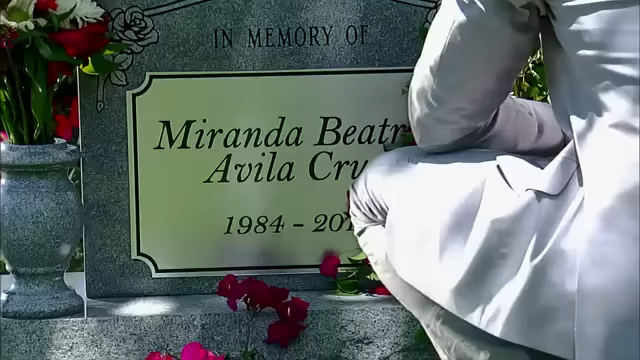 IN MEMORY OF
Miranda Beatr
Avila Cru
1984 - 201